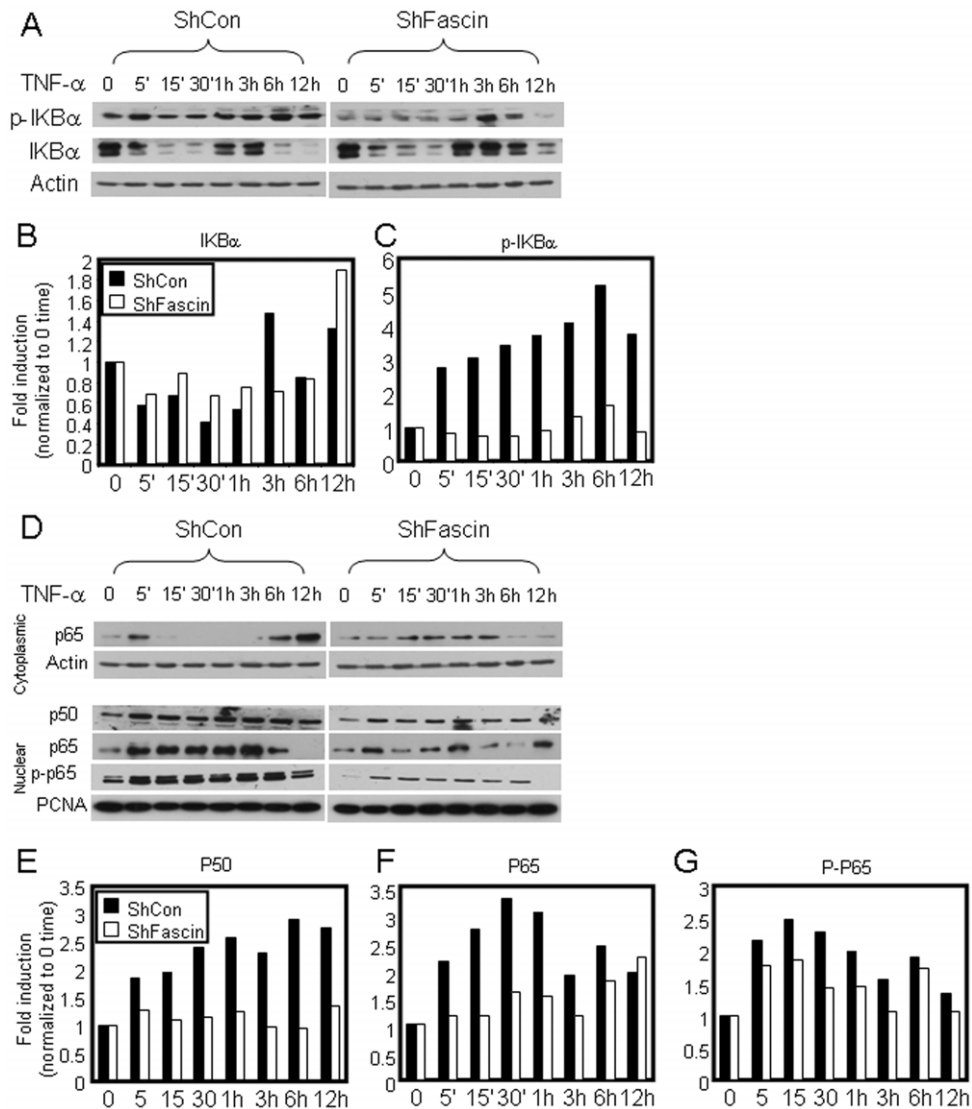 A
ShCon ShFascin
TNF-α 0 5' 15' 30' 1h 3h 6h 12h 0 5' 15' 30' 1h 3h 6h 12h
p-IKBα
IKBα
Actin
B IKBα
Fold induction
(normalized to 0 time)
2
1.8
1.6
1.4
1.2
1
0.8
0.6
0.4
0.2
0
ShCon
ShFascin
0 5' 15' 30' 1h 3h 6h 12h
C p-IKBα
6
5
4
3
2
1
0
0 5' 15' 30' 1h 3h 6h 12h
D
ShCon ShFascin
TNF-α 0 5' 15' 30' 1h 3h 6h 12h 0 5' 15' 30' 1h 3h 6h 12h
Cytoplasmic
p65
Actin
Nuclear
p50
p65
p-p65
PCNA
E P50
Fold induction
(normalized to 0 time)
3.5
3
2.5
2
1.5
1
0.5
0
ShCon
ShFascin
0 5 15 30 1h 3h 6h 12h
F P65
3.5
3
2.5
2
1.5
1
0.5
0
0 5' 15' 30' 1h 3h 6h 12h
G P-P65
3
2.5
2
1.5
1
0.5
0
0 5 15 30 1h 3h 6h 12h